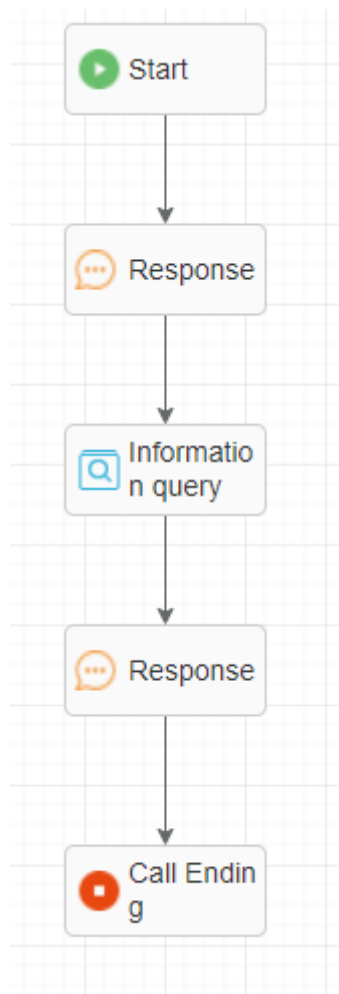 Start
Response
Informatio
n query
Response
Call Endin
g